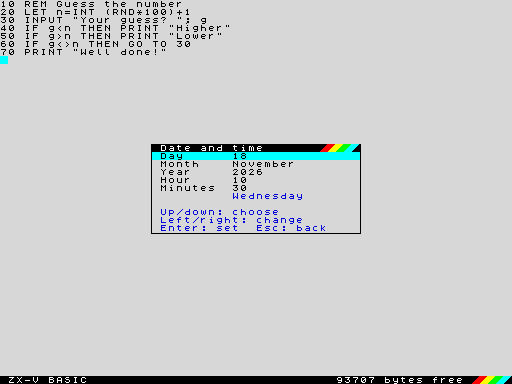 10 REM Guess the number
20 LET n=INT (RND*100)+1
30 INPUT "Your guess? "; g
40 IF g<n THEN PRINT "Higher"
50 IF g>n THEN PRINT "Lower"
60 IF g<>n THEN GO TO 30
70 PRINT "Well done!"
Date and time
Day 18
Month November
Year 2026
Hour 10
Minutes 30
Wednesday
Up/down: choose
Left/right: change
Enter: set Esc: back
ZX-V BASIC 93707 bytes free